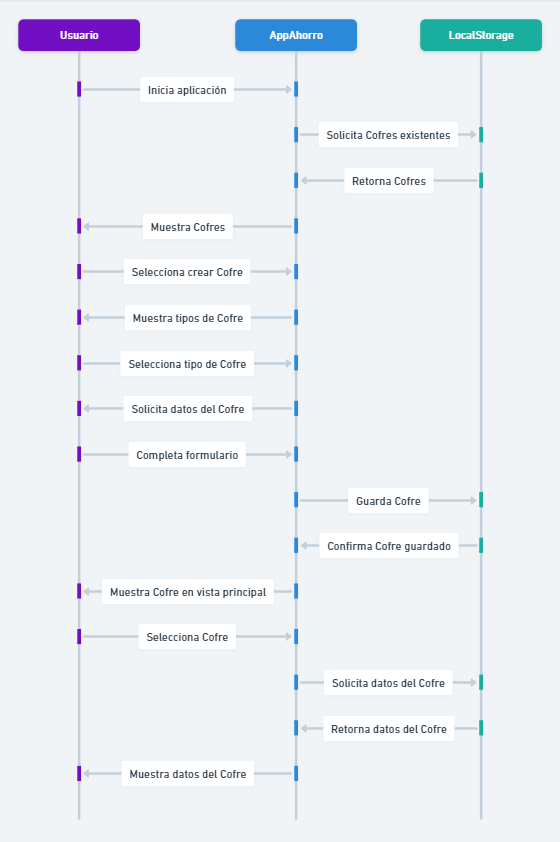 Usuario
AppAhorro
LocalStorage
Inicia aplicación
Solicita Cofres existentes
Retorna Cofres
Muestra Cofres
Selecciona crear Cofre
Muestra tipos de Cofre
Selecciona tipo de Cofre
Solicita datos del Cofre
Completa formulario
Guarda Cofre
Confirma Cofre guardado
Muestra Cofre en vista principal
Selecciona Cofre
Solicita datos del Cofre
Retorna datos del Cofre
Muestra datos del Cofre